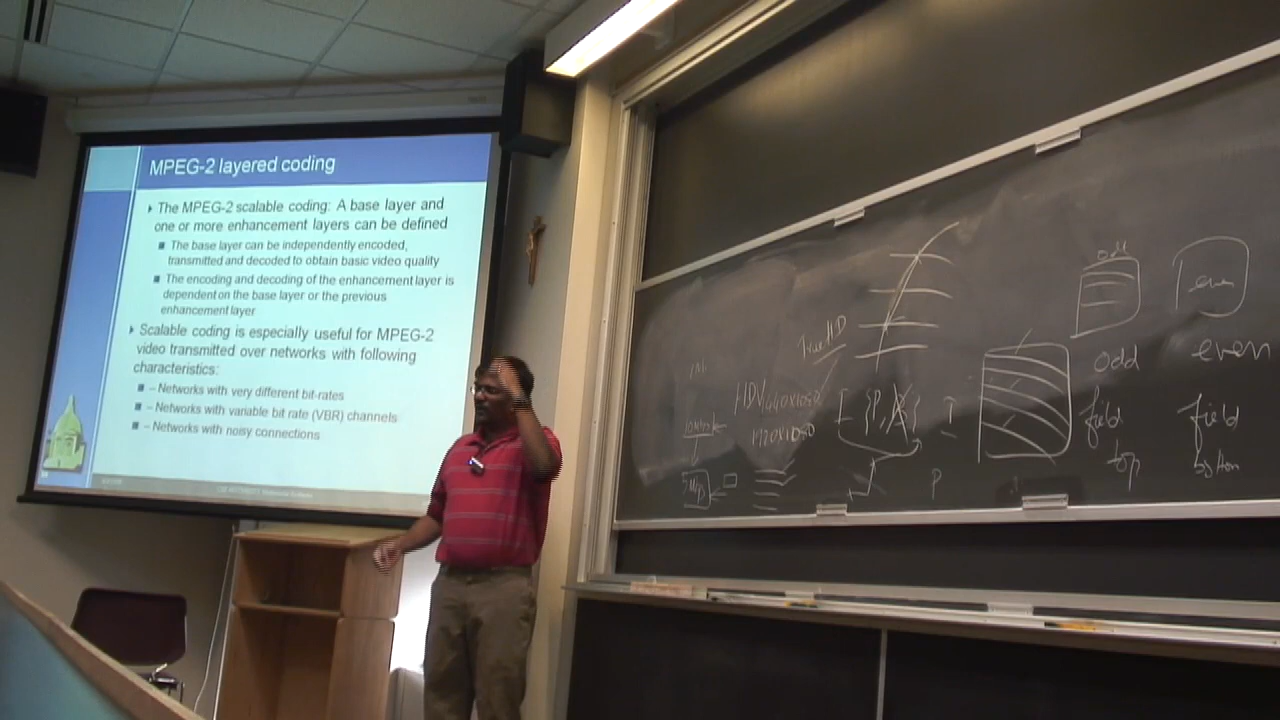 MPEG-2 layered coding
The MPEG-2 scalable coding: A base layer and
one or more enhancement layers can be defined
The base layer can be independently encoded,
transmitted and decoded to obtain basic video quality
The encoding and decoding of the enhancement layer is
dependent on the base layer or the previous
enhancement layer
Scalable coding is especially useful for MPEG-2
video transmitted over networks with following
characteristics:
– Networks with very different bit-rates
– Networks with variable bit rate (VBR) channels
– Networks with noisy connections
True HD
HDV 1440x1080
1920x1080
P
odd
even
odd
field
top
even
field